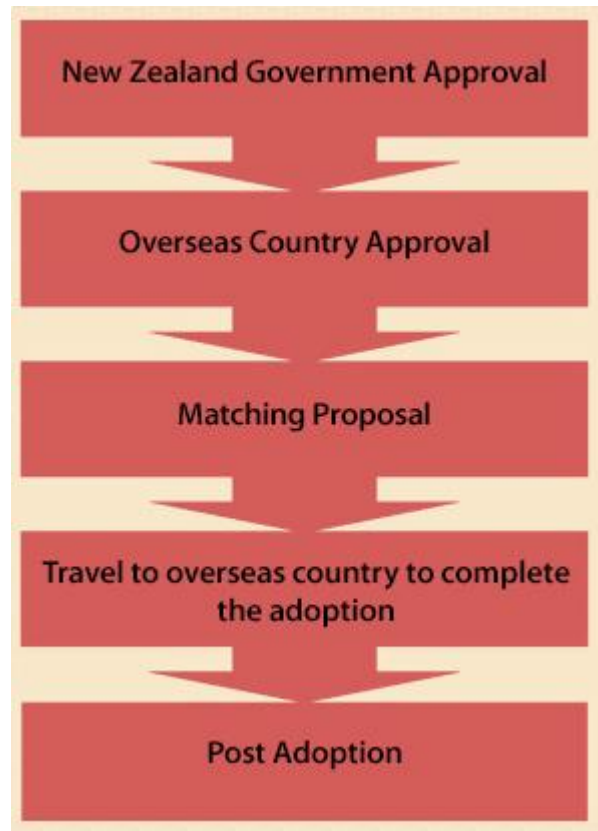 New Zealand Government Approval
Overseas Country Approval
Matching Proposal
Travel to overseas country to complete
the adoption
Post Adoption